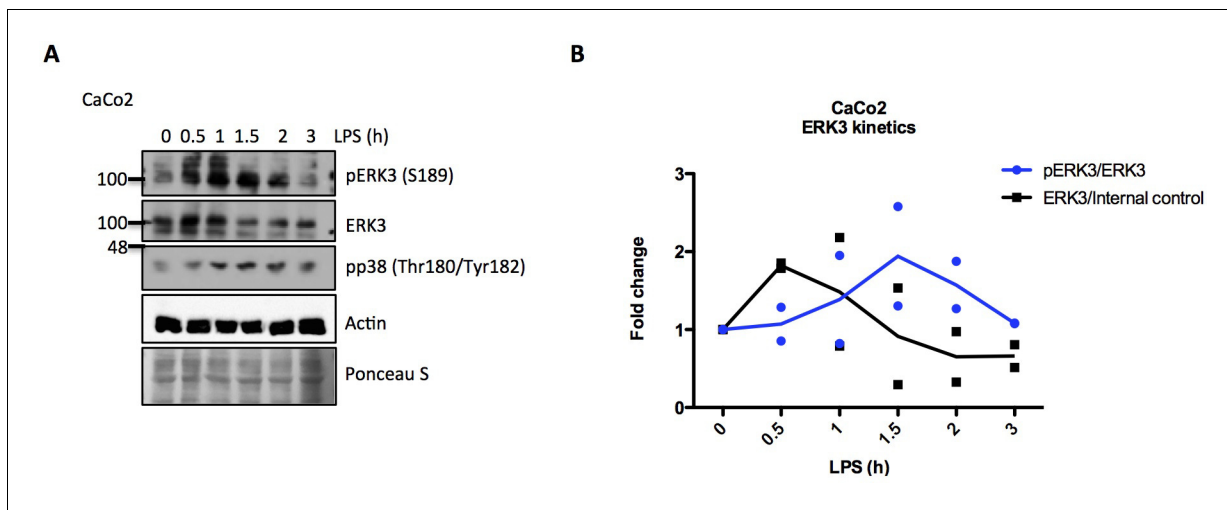 A
CaCo2
0 0.5 1 1.5 2 3 LPS (h)
100 pERK3 (S189)
100 ERK3
48
pp38 (Thr180/Tyr182)
Actin
Ponceau S
B
CaCo2
ERK3 kinetics
pERK3/ERK3
ERK3/Internal control
Fold change
3
2
1
0
0 0.5 1 1.5 2 3
LPS (h)